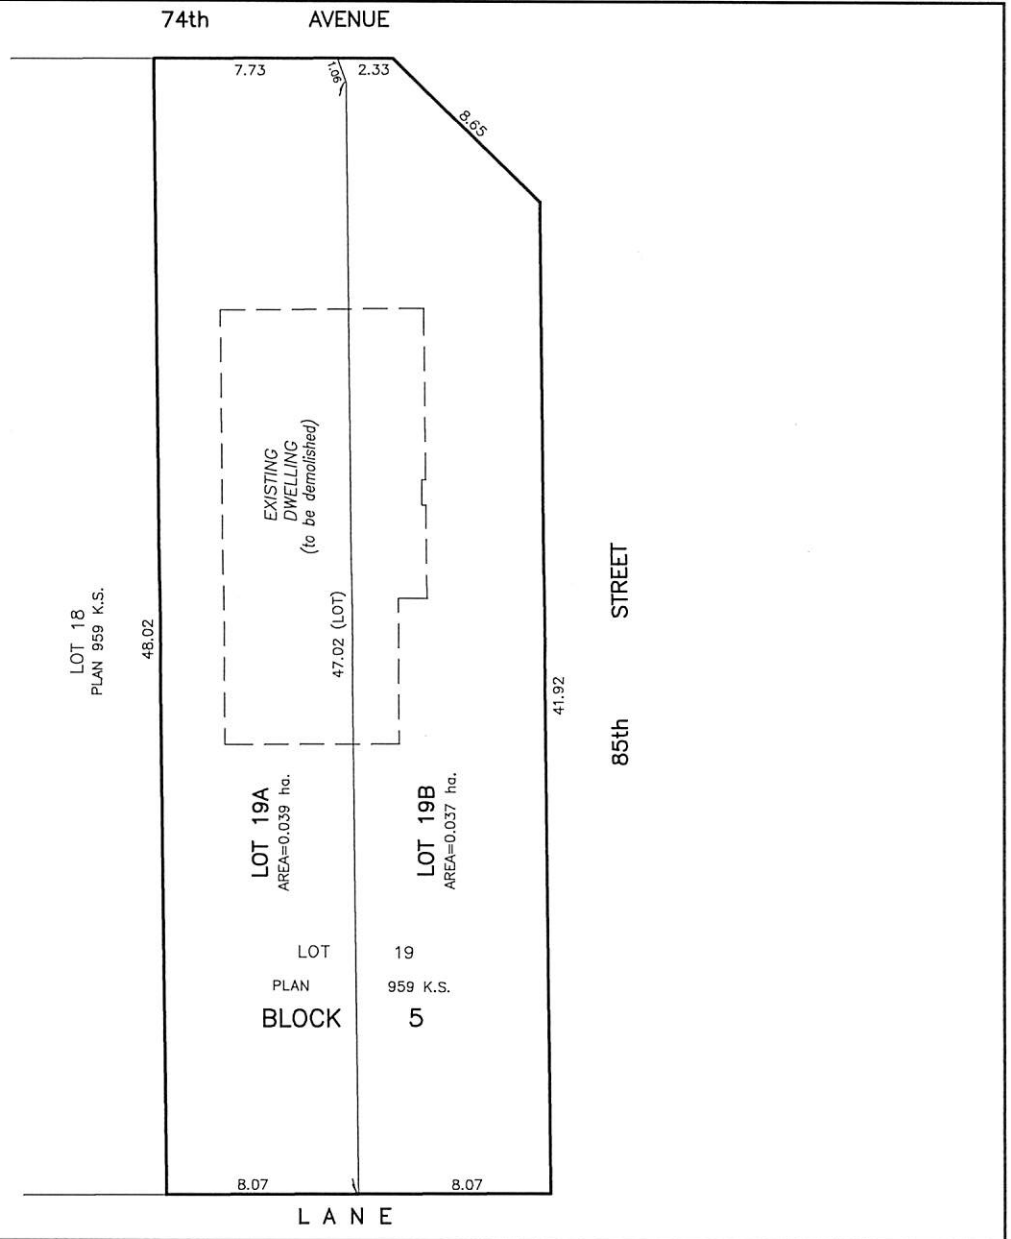 74th AVENUE
7.73
1.06
2.33
8.65
EXISTING
DWELLING
(to be demolished)
LOT 18
PLAN 959 K.S.
48.02
47.02 (LOT)
41.92
85th STREET
LOT 19A
AREA=0.039 ha.
LOT 19B
AREA=0.037 ha.
LOT 19
PLAN 959 K.S.
BLOCK 5
8.07
8.07
LANE